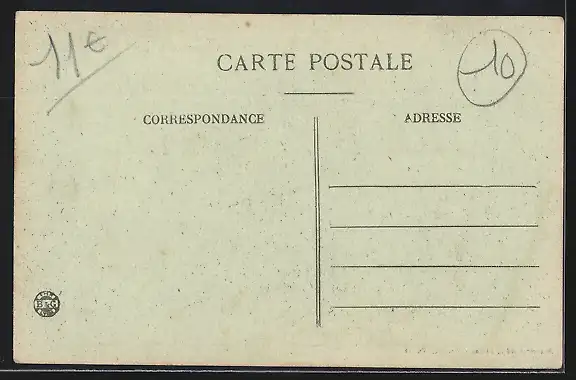 11€
CARTE POSTALE
10
CORRESPONDANCE
ADRESSE